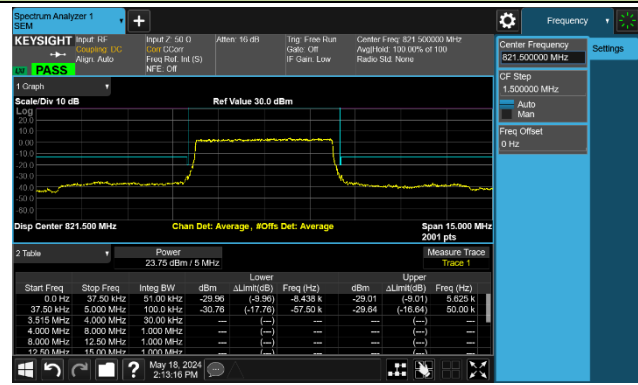 Spectrum Analyzer 1
SEM
+
Frequency
KEYSIGHT
Input: RF
Coupling: DC
Align: Auto
Input Z: 50 Ω
Corr CCorr
Freq Ref: Int (S)
NFE: Off
Atten: 16 dB
Trig: Free Run
Gate: Off
IF Gain: Low
Center Freq: 821.500000 MHz
Avg|Hold: 100.00% of 100
Radio Std: None
PASS
Center Frequency
821.500000 MHz
Settings
CF Step
1.500000 MHz
Auto
Man
Freq Offset
0 Hz
1 Graph
Scale/Div 10 dB
Ref Value 30.0 dBm
Log
20.0
10.0
0.00
-10.0
-20.0
-30.0
-40.0
-50.0
-60.0
Disp Center 821.500 MHz
Chan Det: Average , #Offs Det: Average
Span 15.000 MHz
2001 pts
2 Table
Power
23.75 dBm / 5 MHz
Measure Trace
Trace 1
Lower
Upper
Start Freq Stop Freq Integ BW dBm ΔLimit(dB) Freq (Hz) dBm ΔLimit(dB) Freq (Hz)
0.0 Hz 37.50 kHz 51.00 kHz -29.96 (-9.96) -8.438 k -29.01 (-9.01) 5.625 k
37.50 kHz 5.000 MHz 100.0 kHz -30.76 (-17.76) -57.50 k -29.64 (-16.64) 50.00 k
3.515 MHz 4.000 MHz 30.00 kHz --- (---) --- --- (---) ---
4.000 MHz 8.000 MHz 1.000 MHz --- (---) --- --- (---) ---
8.000 MHz 12.50 MHz 1.000 MHz --- (---) --- --- (---) ---
12.50 MHz 15.00 MHz 1.000 MHz --- (---) --- --- (---) ---
?
May 18, 2024
2:13:16 PM